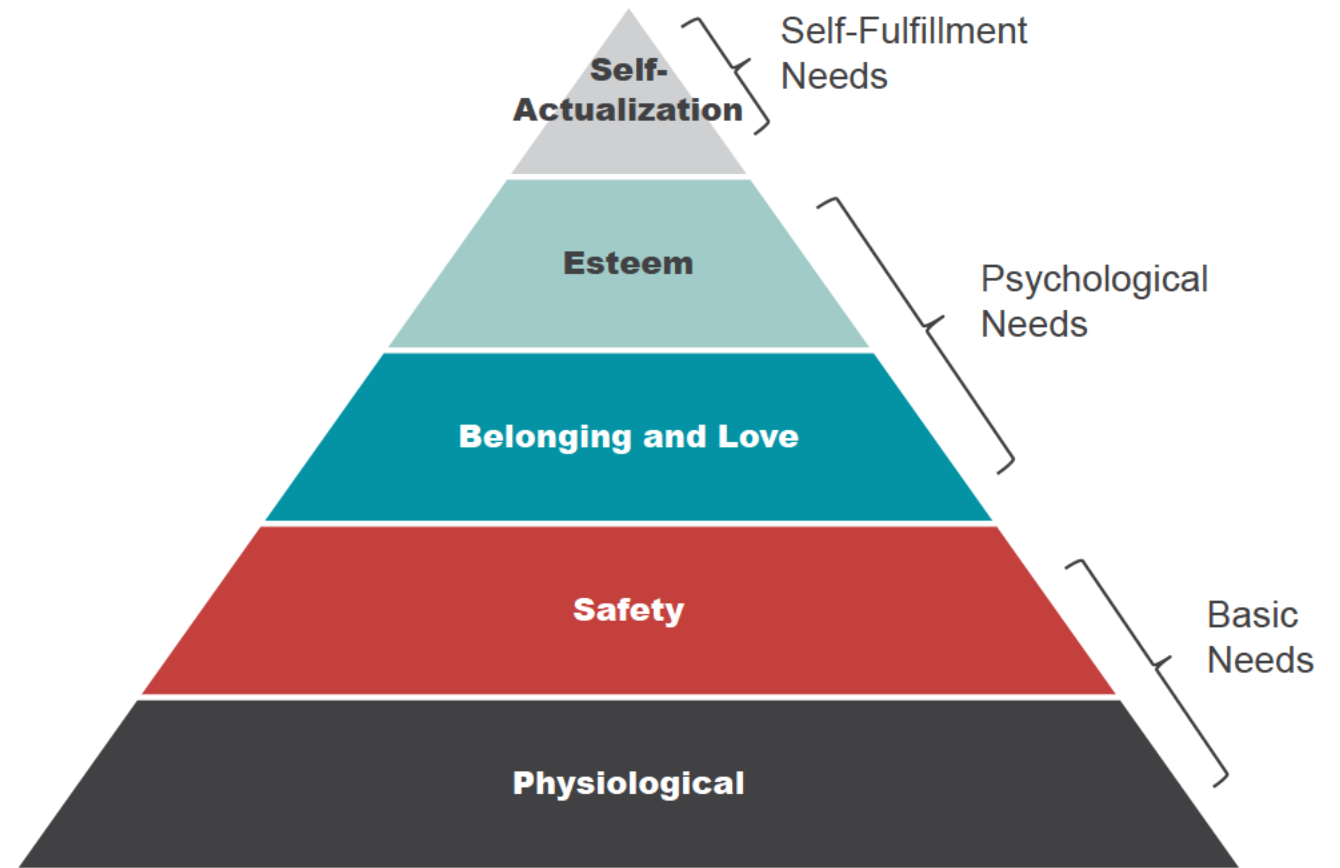 Self-Fulfillment
Needs
Self-
Actualization
Esteem
Psychological
Needs
Belonging and Love
Safety
Basic
Needs
Physiological